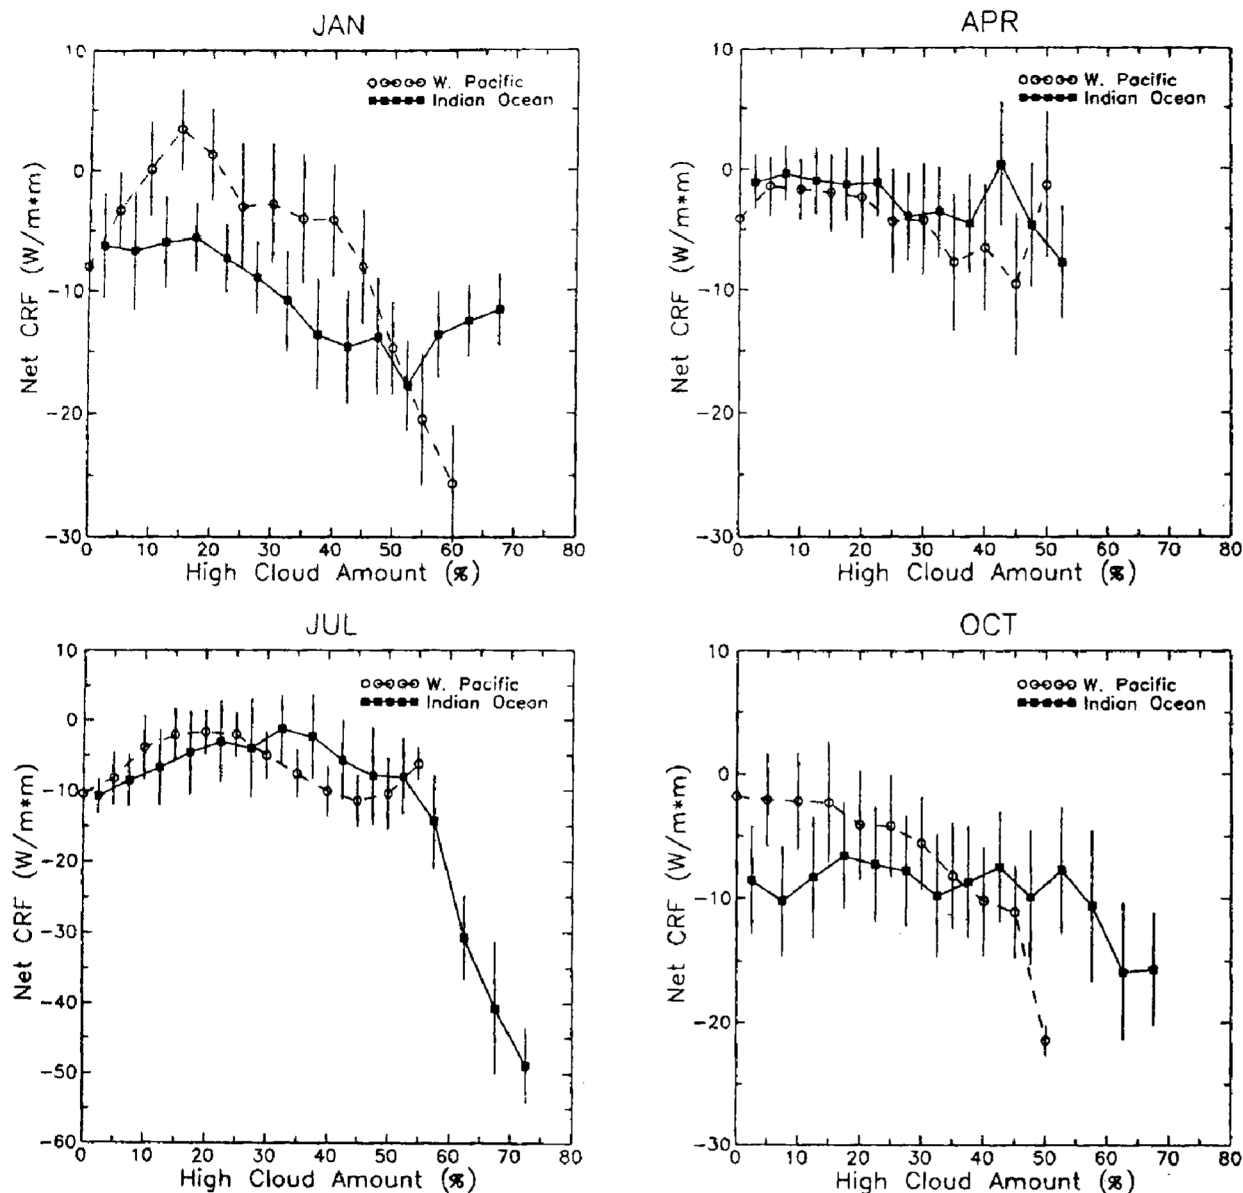 JAN
10
0
-10
-20
-30
Net CRF (W/m*m)
W. Pacific
Indian Ocean
0 10 20 30 40 50 60 70 80
High Cloud Amount (%)
APR
10
0
-10
-20
-30
Net CRF (W/m*m)
W. Pacific
Indian Ocean
0 10 20 30 40 50 60 70 80
High Cloud Amount (%)
JUL
10
0
-10
-20
-30
-40
-50
-60
Net CRF (W/m*m)
W. Pacific
Indian Ocean
0 10 20 30 40 50 60 70 80
High Cloud Amount (%)
OCT
10
0
-10
-20
-30
Net CRF (W/m*m)
W. Pacific
Indian Ocean
0 10 20 30 40 50 60 70 80
High Cloud Amount (%)